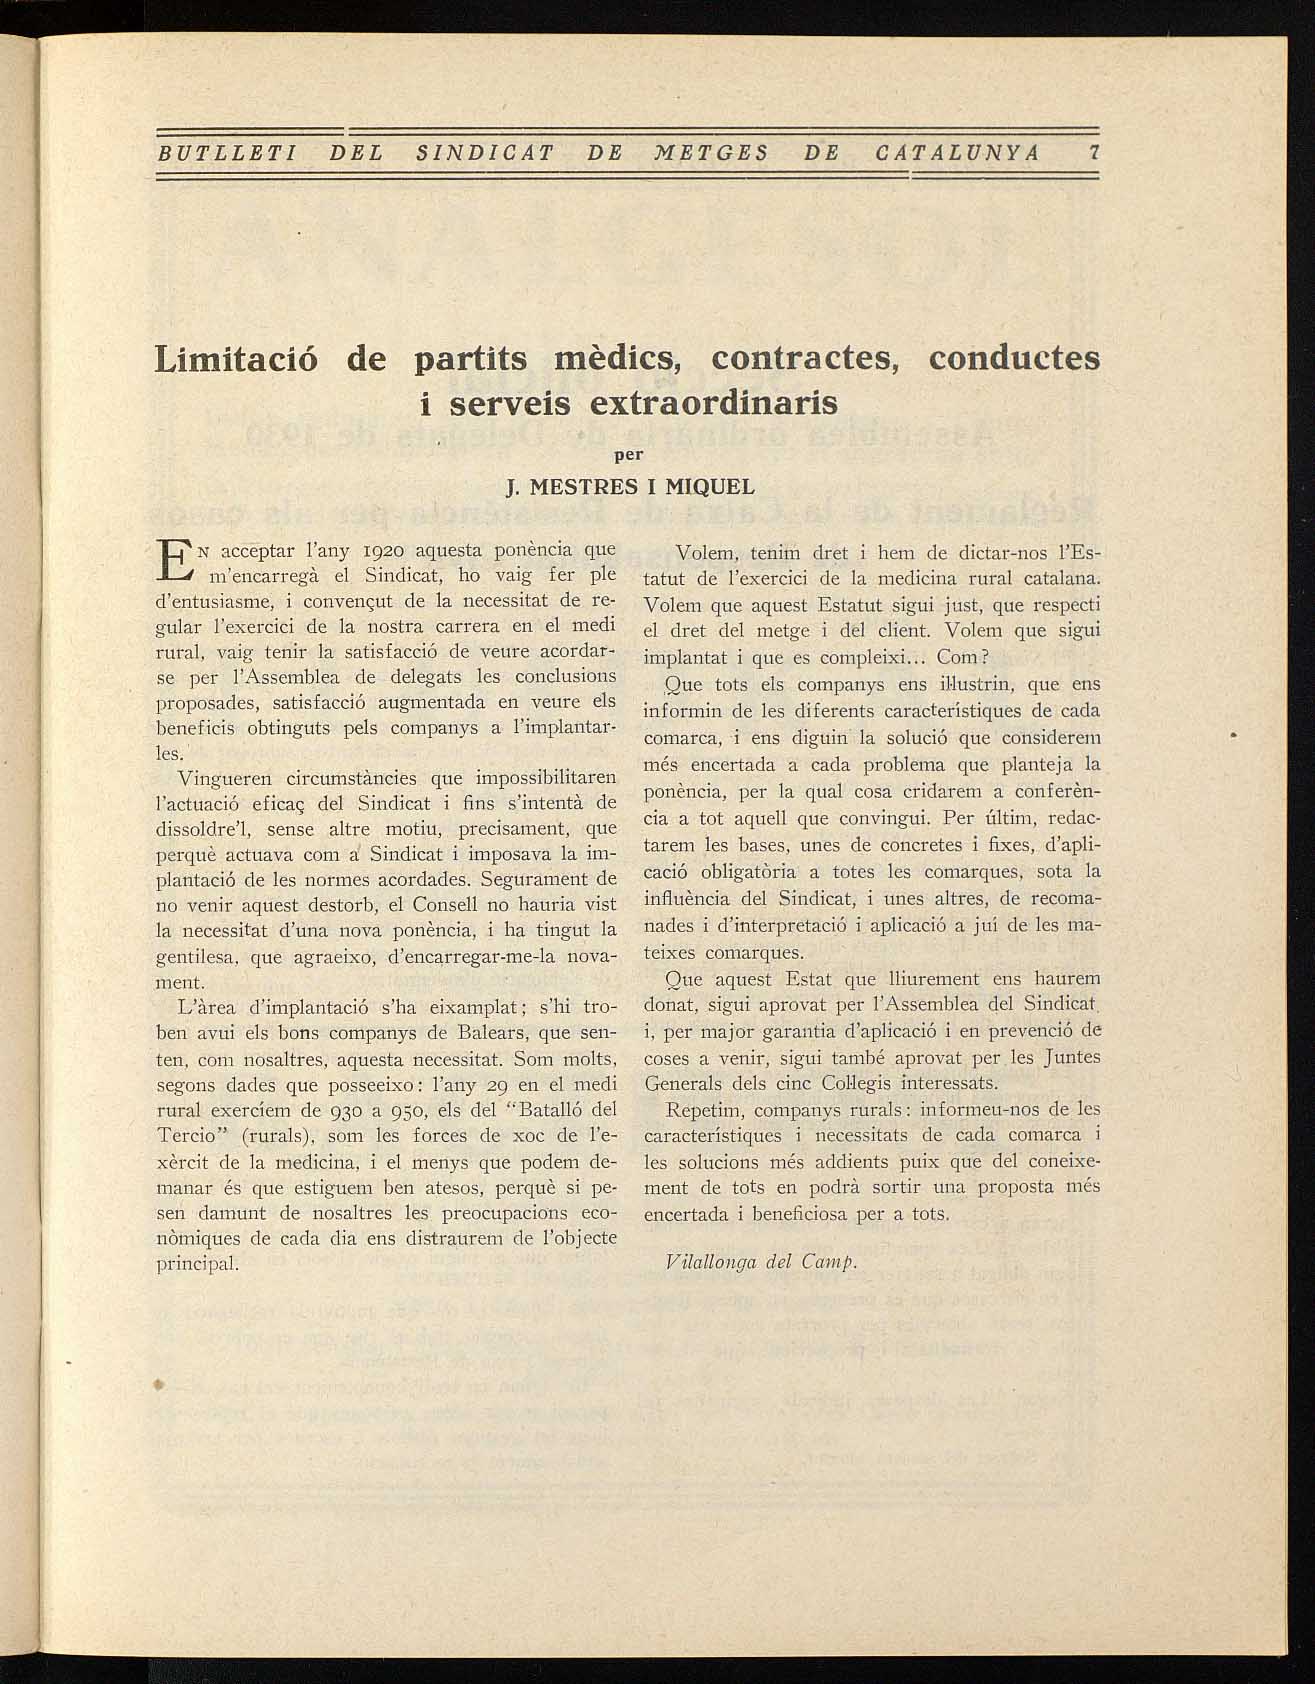 BUTLLETI DEL SINDICAT DE METGES DE CATALUNYA 7
Limitació de partits mèdics, contractes, conductes
i serveis extraordinaris
per
J. MESTRES I MIQUEL
EN acceptar l'any 1920 aquesta ponència que
m'encarregà el Sindicat, ho vaig fer ple
d'entusiasme, i convençut de la necessitat de re-
gular l'exercici de la nostra carrera en el medi
rural, vaig tenir la satisfacció de veure acordar-
se per l'Assemblea de delegats les conclusions
proposades, satisfacció augmentada en veure els
beneficis obtinguts pels companys a l'implantar-
les.
Vingueren circumstàncies que impossibilitaren
l'actuació eficaç del Sindicat i fins s'intentà de
dissoldre'l, sense altre motiu, precisament, que
perquè actuava com a Sindicat i imposava la im-
plantació de les normes acordades. Segurament de
no venir aquest destorb, el Consell no hauria vist
la necessitat d'una nova ponència, i ha tingut la
gentilesa, que agraeixo, d'encarregar-me-la nova-
ment.
L'àrea d'implantació s'ha eixamplat; s'hi tro-
ben avui els bons companys de Balears, que sen-
ten, com nosaltres, aquesta necessitat. Som molts,
segons dades que posseeixo: l'any 29 en el medi
rural exercíem de 930 a 950, els del "Batalló del
Tercio" (rurals), som les forces de xoc de l'e-
xèrcit de la medicina, i el menys que podem de-
manar és que estiguem ben atesos, perquè si pe-
sen damunt de nosaltres les preocupacions eco-
nòmiques de cada dia ens distraurem de l'objecte
principal.
Volem, tenim dret i hem de dictar-nos l'Es-
tatut de l'exercici de la medicina rural catalana.
Volem que aquest Estatut sigui just, que respecti
el dret del metge i del client. Volem que sigui
implantat i que es compleixi... Com?
Que tots els companys ens il·lustrin, que ens
informin de les diferents característiques de cada
comarca, i ens diguin la solució que considerem
més encertada a cada problema que planteja la
ponència, per la qual cosa cridarem a conferèn-
cia a tot aquell que convingui. Per últim, redac-
tarem les bases, unes de concretes i fixes, d'apli-
cació obligatòria a totes les comarques, sota la
influència del Sindicat, i unes altres, de recoma-
nades i d'interpretació i aplicació a juí de les ma-
teixes comarques.
Que aquest Estat que lliurement ens haurem
donat, sigui aprovat per l'Assemblea del Sindicat
i, per major garantia d'aplicació i en prevenció de
coses a venir, sigui també aprovat per les Juntes
Generals dels cinc Col·legis interessats.
Repetim, companys rurals: informeu-nos de les
característiques i necessitats de cada comarca i
les solucions més addients puix que del coneixe-
ment de tots en podrà sortir una proposta més
encertada i beneficiosa per a tots.
Vilallonga del Camp.